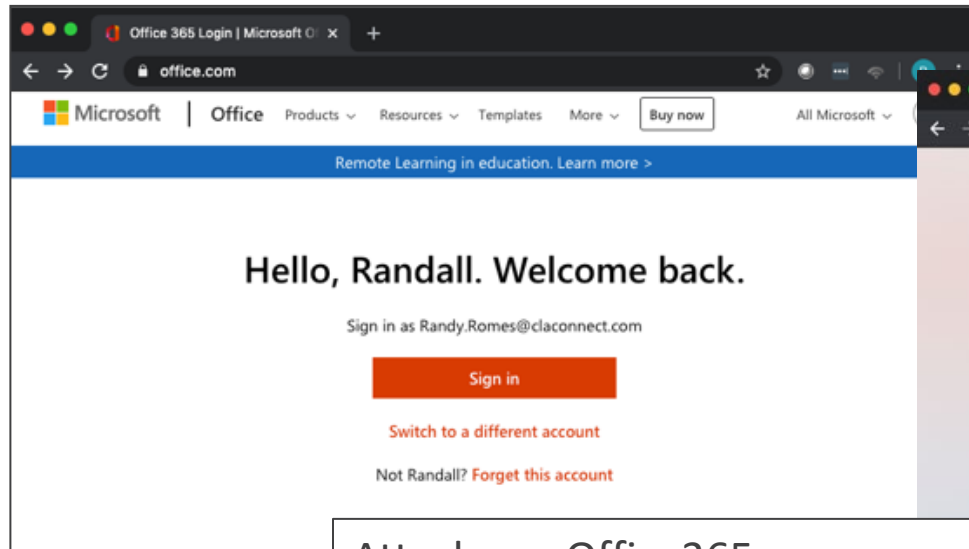 Office 365 Login | Microsoft
office.com
Microsoft | Office Products Resources Templates More Buy now All Microsoft
Remote Learning in education. Learn more >
Hello, Randall. Welcome back.
Sign in as Randy.Romes@claconnect.com
Sign in
Switch to a different account
Not Randall? Forget this account